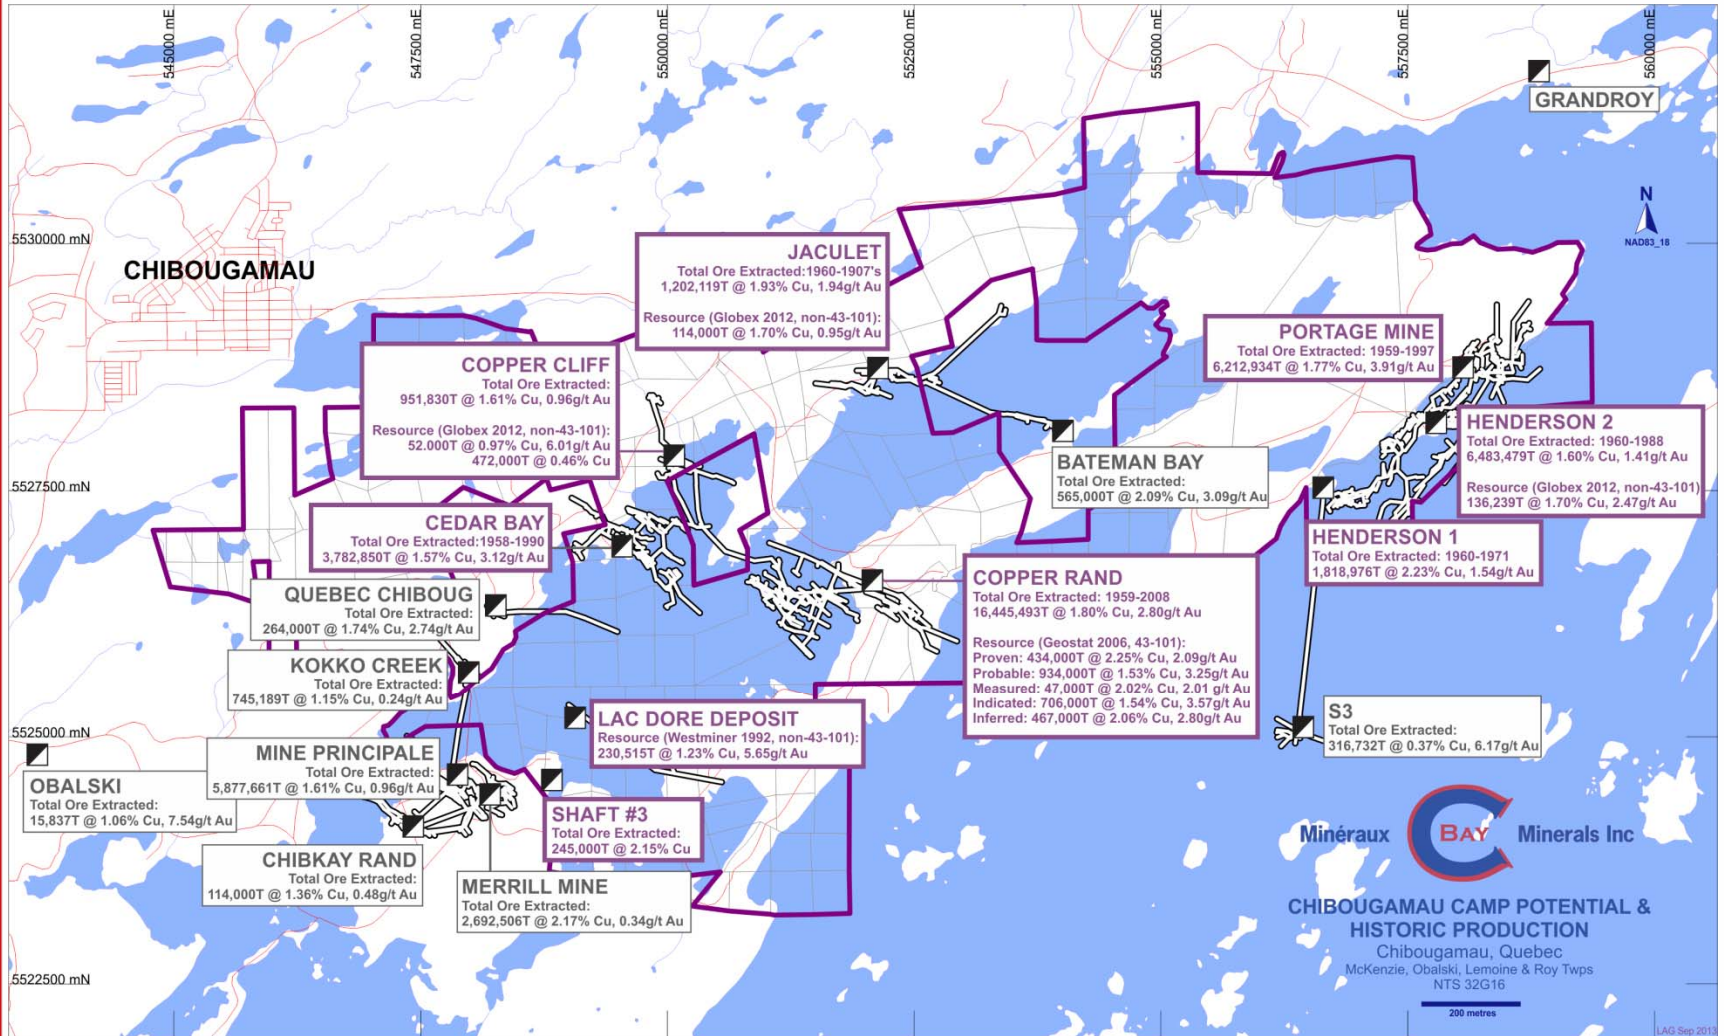 545000 mE
547500 mE
550000 mE
552500 mE
555000 mE
557500 mE
560000 mE
GRANDROY
N
NAD83_18
5530000 mN
CHIBOUGAMAU
JACULET
Total Ore Extracted:1960-1907's
1,202,119T @ 1.93% Cu, 1.94g/t Au
Resource (Globex 2012, non-43-101):
114,000T @ 1.70% Cu, 0.95g/t Au
PORTAGE MINE
Total Ore Extracted: 1959-1997
6,212,934T @ 1.77% Cu, 3.91g/t Au
COPPER CLIFF
Total Ore Extracted:
951,830T @ 1.61% Cu, 0.96g/t Au
Resource (Globex 2012, non-43-101):
52.000T @ 0.97% Cu, 6.01g/t Au
472,000T @ 0.46% Cu
HENDERSON 2
Total Ore Extracted: 1960-1988
6,483,479T @ 1.60% Cu, 1.41g/t Au
Resource (Globex 2012, non-43-101)
136,239T @ 1.70% Cu, 2.47g/t Au
BATEMAN BAY
Total Ore Extracted:
565,000T @ 2.09% Cu, 3.09g/t Au
5527500 mN
CEDAR BAY
Total Ore Extracted:1958-1990
3,782,850T @ 1.57% Cu, 3.12g/t Au
HENDERSON 1
Total Ore Extracted: 1960-1971
1,818,976T @ 2.23% Cu, 1.54g/t Au
QUEBEC CHIBOUG
Total Ore Extracted:
264,000T @ 1.74% Cu, 2.74g/t Au
COPPER RAND
Total Ore Extracted: 1959-2008
16,445,493T @ 1.80% Cu, 2.80g/t Au
Resource (Geostat 2006, 43-101):
Proven: 434,000T @ 2.25% Cu, 2.09g/t Au
Probable: 934,000T @ 1.53% Cu, 3.25g/t Au
Measured: 47,000T @ 2.02% Cu, 2.01 g/t Au
Indicated: 706,000T @ 1.54% Cu, 3.57g/t Au
Inferred: 467,000T @ 2.06% Cu, 2.80g/t Au
KOKKO CREEK
Total Ore Extracted:
745,189T @ 1.15% Cu, 0.24g/t Au
LAC DORE DEPOSIT
Resource (Westminer 1992, non-43-101):
230,515T @ 1.23% Cu, 5.65g/t Au
S3
Total Ore Extracted:
316,732T @ 0.37% Cu, 6.17g/t Au
5525000 mN
MINE PRINCIPALE
Total Ore Extracted:
5,877,661T @ 1.61% Cu, 0.96g/t Au
OBALSKI
Total Ore Extracted:
15,837T @ 1.06% Cu, 7.54g/t Au
SHAFT #3
Total Ore Extracted:
245,000T @ 2.15% Cu
CHIBKAY RAND
Total Ore Extracted:
114,000T @ 1.36% Cu, 0.48g/t Au
MERRILL MINE
Total Ore Extracted:
2,692,506T @ 2.17% Cu, 0.34g/t Au
Minéraux C BAY Minerals Inc
CHIBOUGAMAU CAMP POTENTIAL &
HISTORIC PRODUCTION
Chibougamau, Quebec
McKenzie, Obalski, Lemoine & Roy Twps
NTS 32G16
200 metres
5522500 mN
LAG Sep 2013